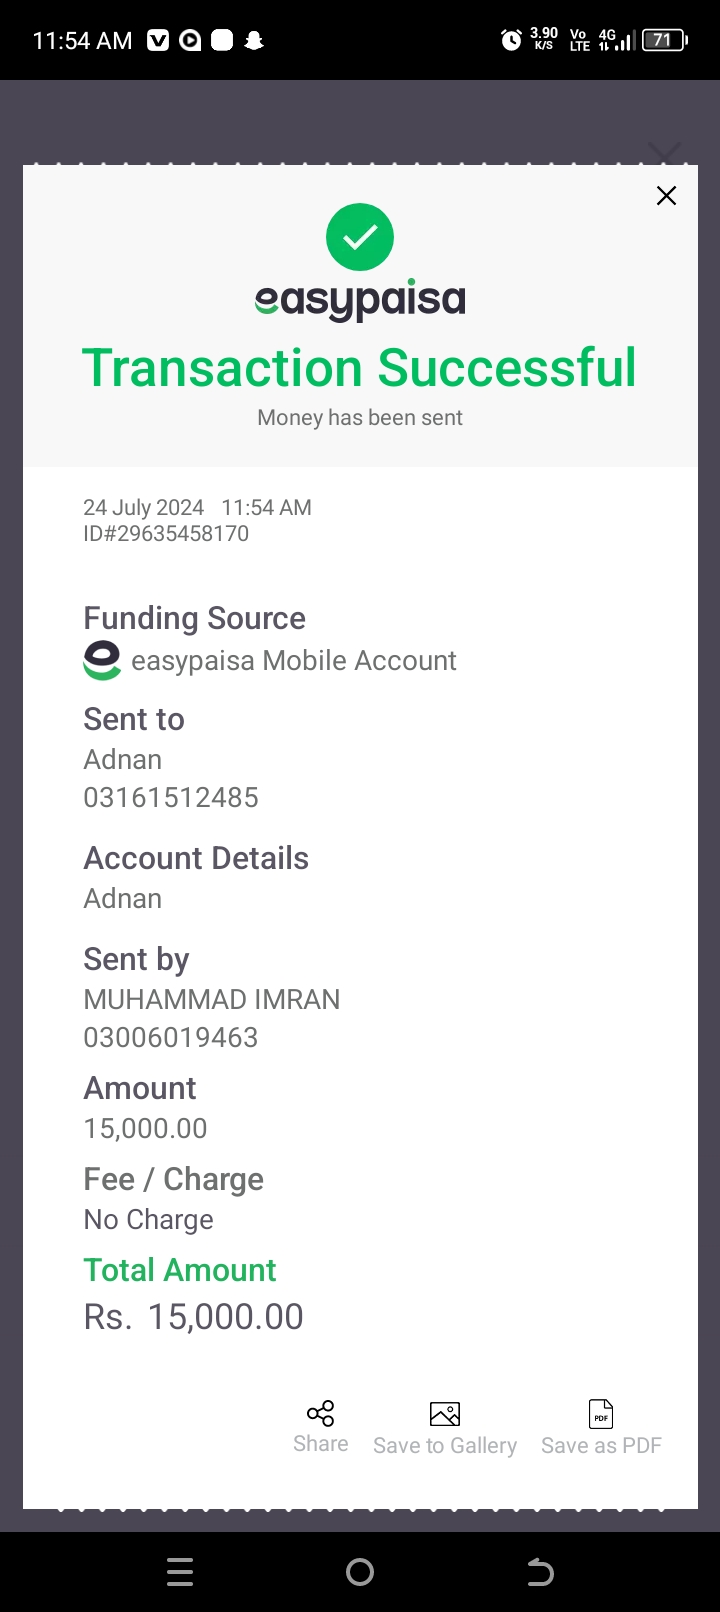 11:54 AM
3.90 K/S Vo LTE 4G 71
easypaisa
Transaction Successful
Money has been sent
24 July 2024 11:54 AM
ID#29635458170
Funding Source
easypaisa Mobile Account
Sent to
Adnan
03161512485
Account Details
Adnan
Sent by
MUHAMMAD IMRAN
03006019463
Amount
15,000.00
Fee / Charge
No Charge
Total Amount
Rs. 15,000.00
PDF
Share Save to Gallery Save as PDF